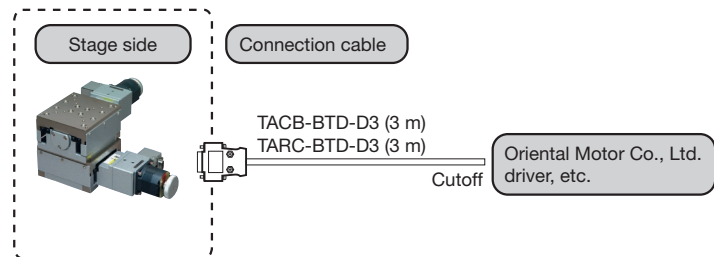 Stage side
Connection cable
TACB-BTD-D3 (3 m)
TARC-BTD-D3 (3 m)
Cutoff
Oriental Motor Co., Ltd.
driver, etc.